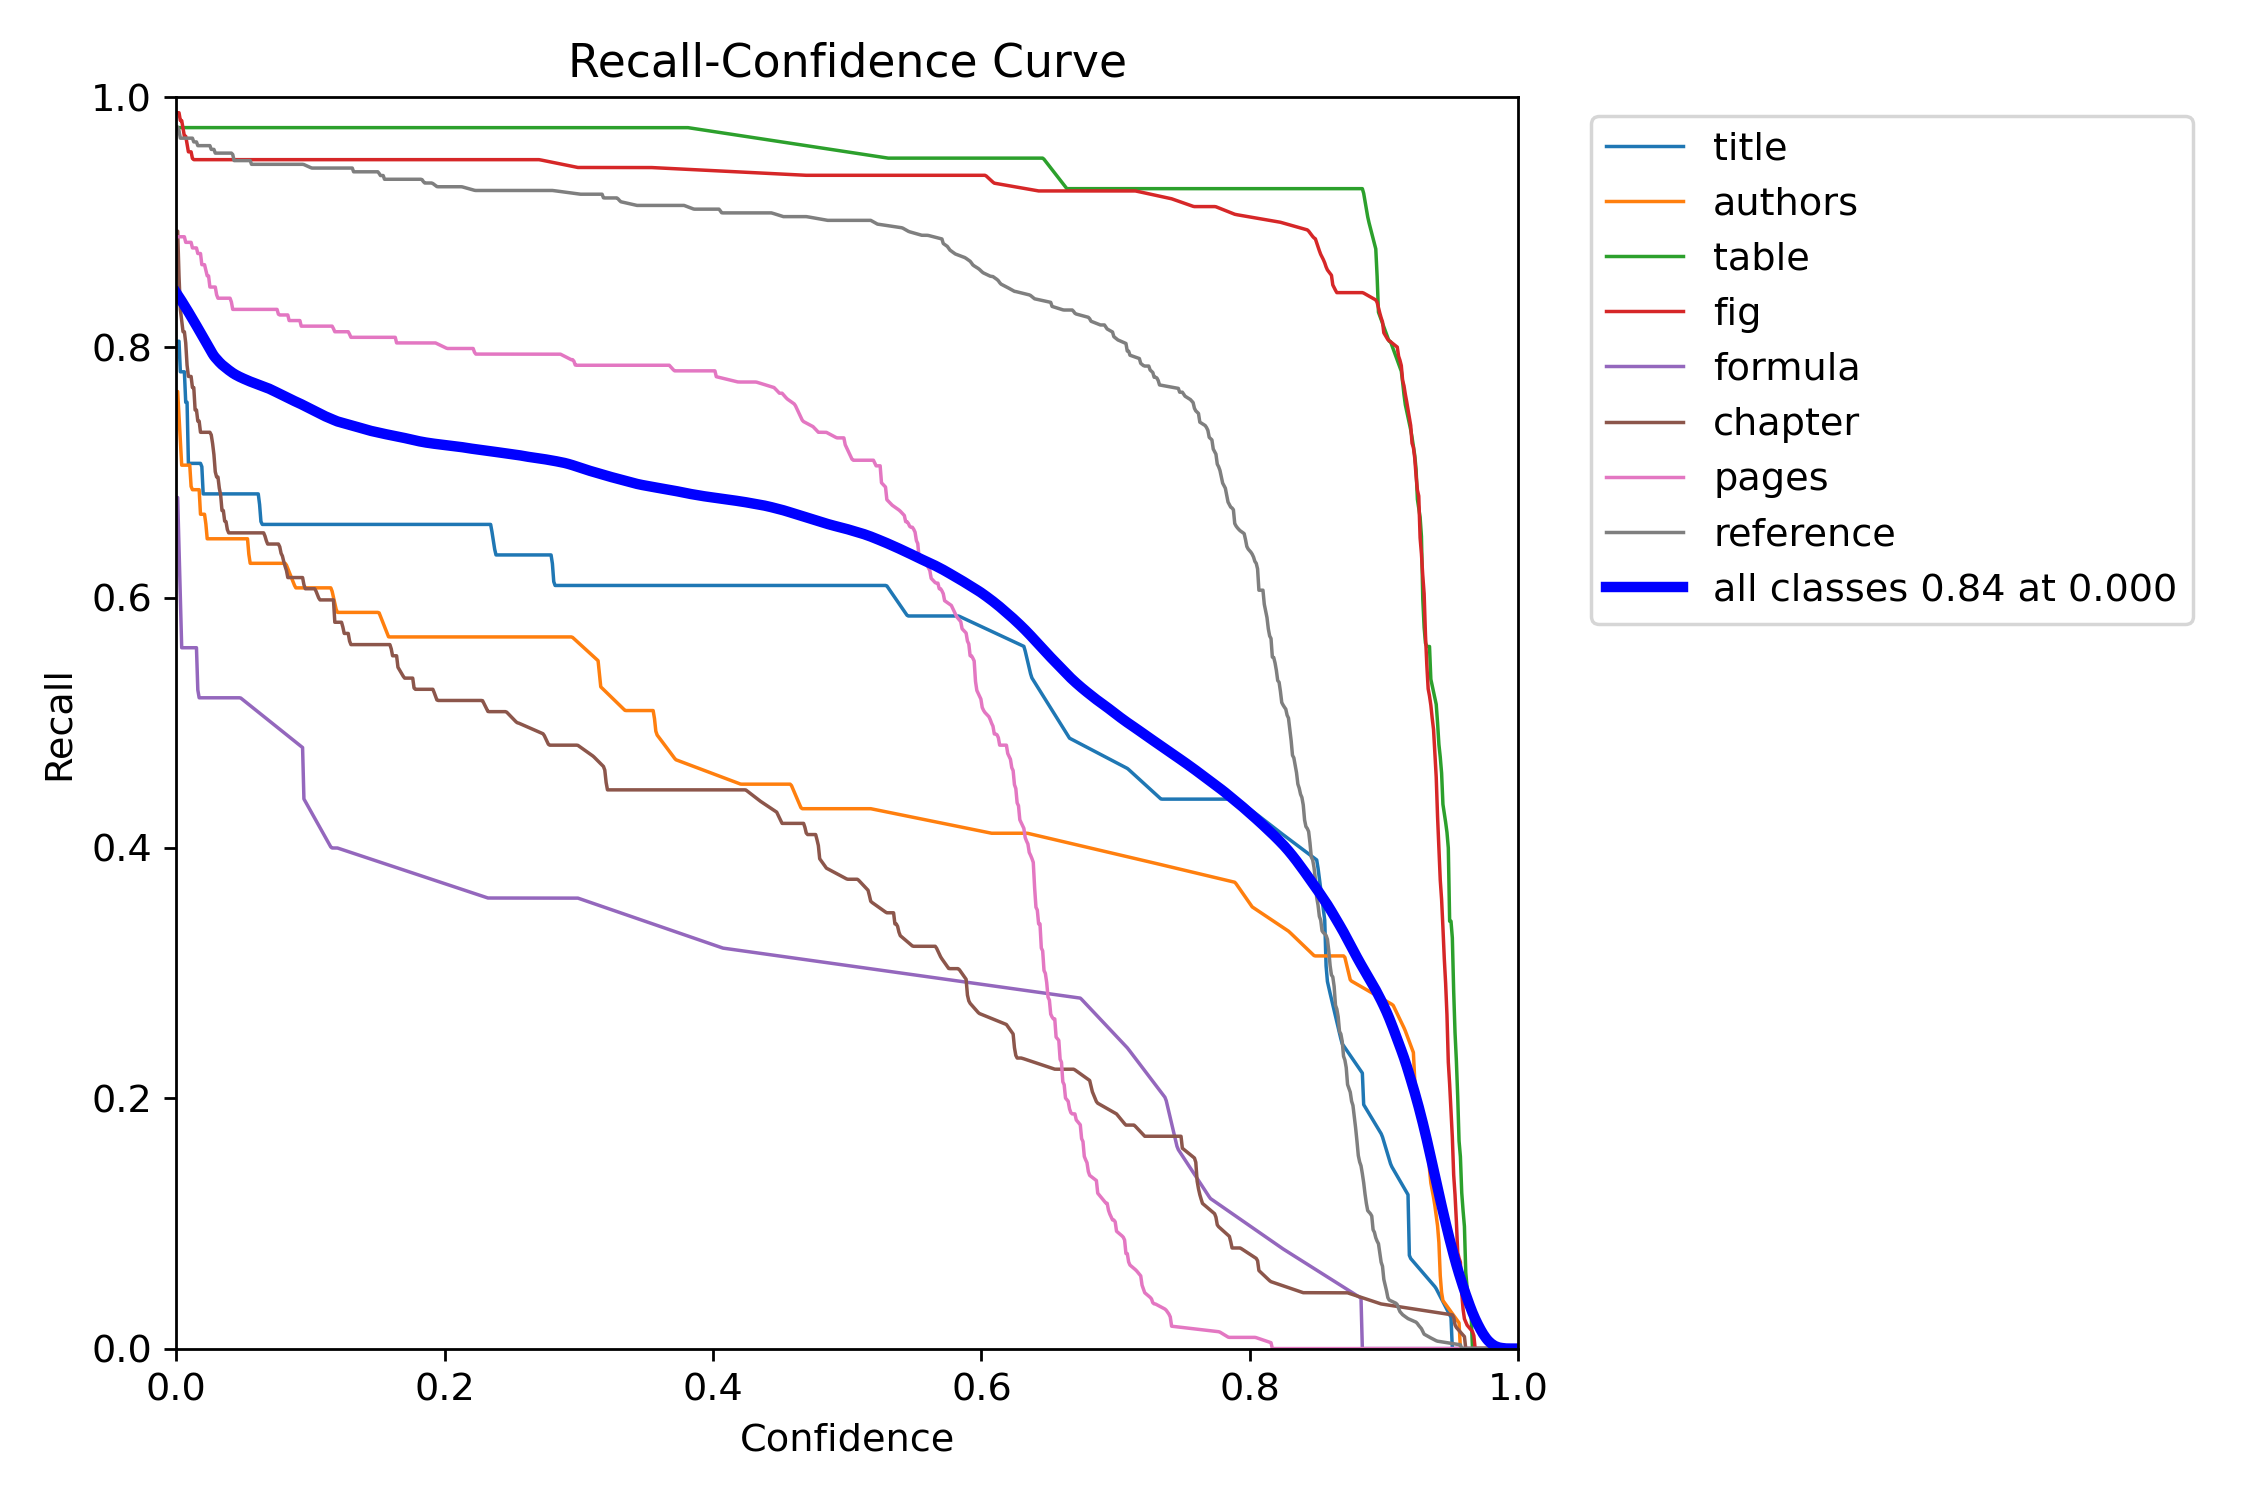 Recall-Confidence Curve
1.0
0.8
0.6
0.4
0.2
0.0
Recall
0.0 0.2 0.4 0.6 0.8 1.0
Confidence
title
authors
table
fig
formula
chapter
pages
reference
all classes 0.84 at 0.000